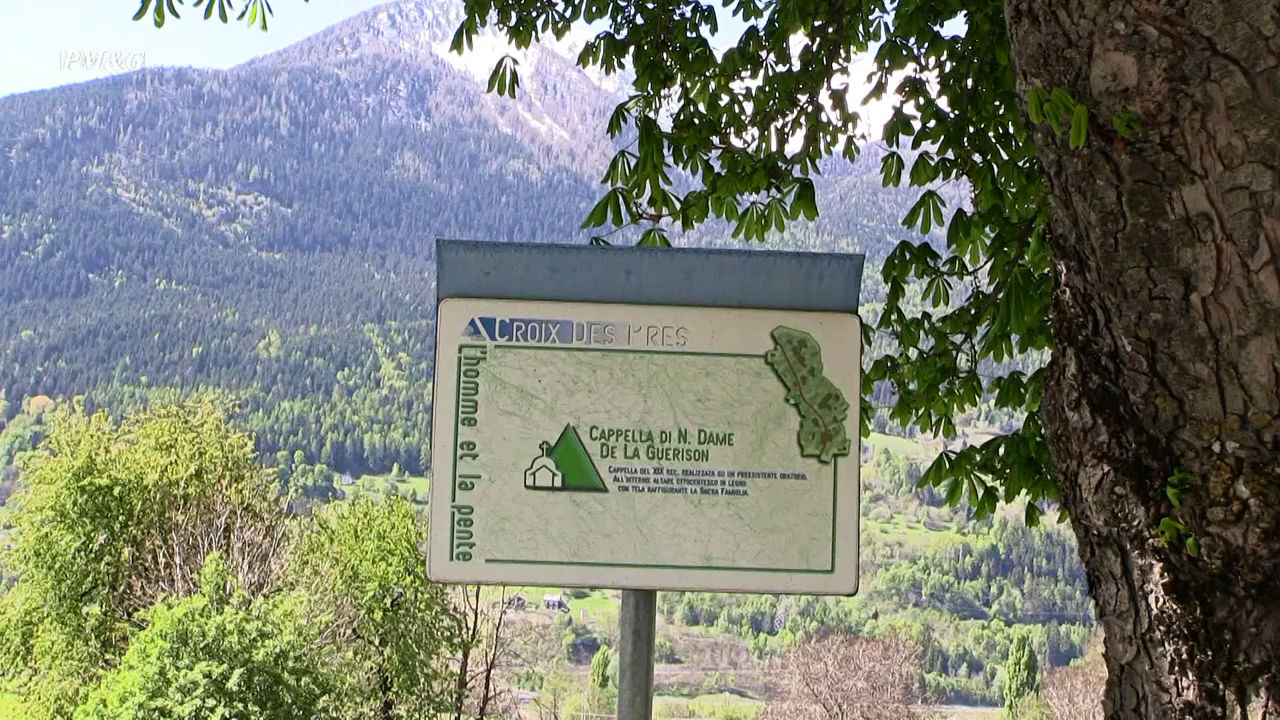 CROIX DES PRES
L'homme et la pente
CAPPELLA DI N. DAME
DE LA GUERISON
CAPPELLA DEL XIX SEC. REALIZZATA SU UN PREESISTENTE ORATORIO.
ALL'INTERNO: ALTARE OTTOCENTESCO IN LEGNO
CON TELA RAFFIGURANTE LA SACRA FAMIGLIA.